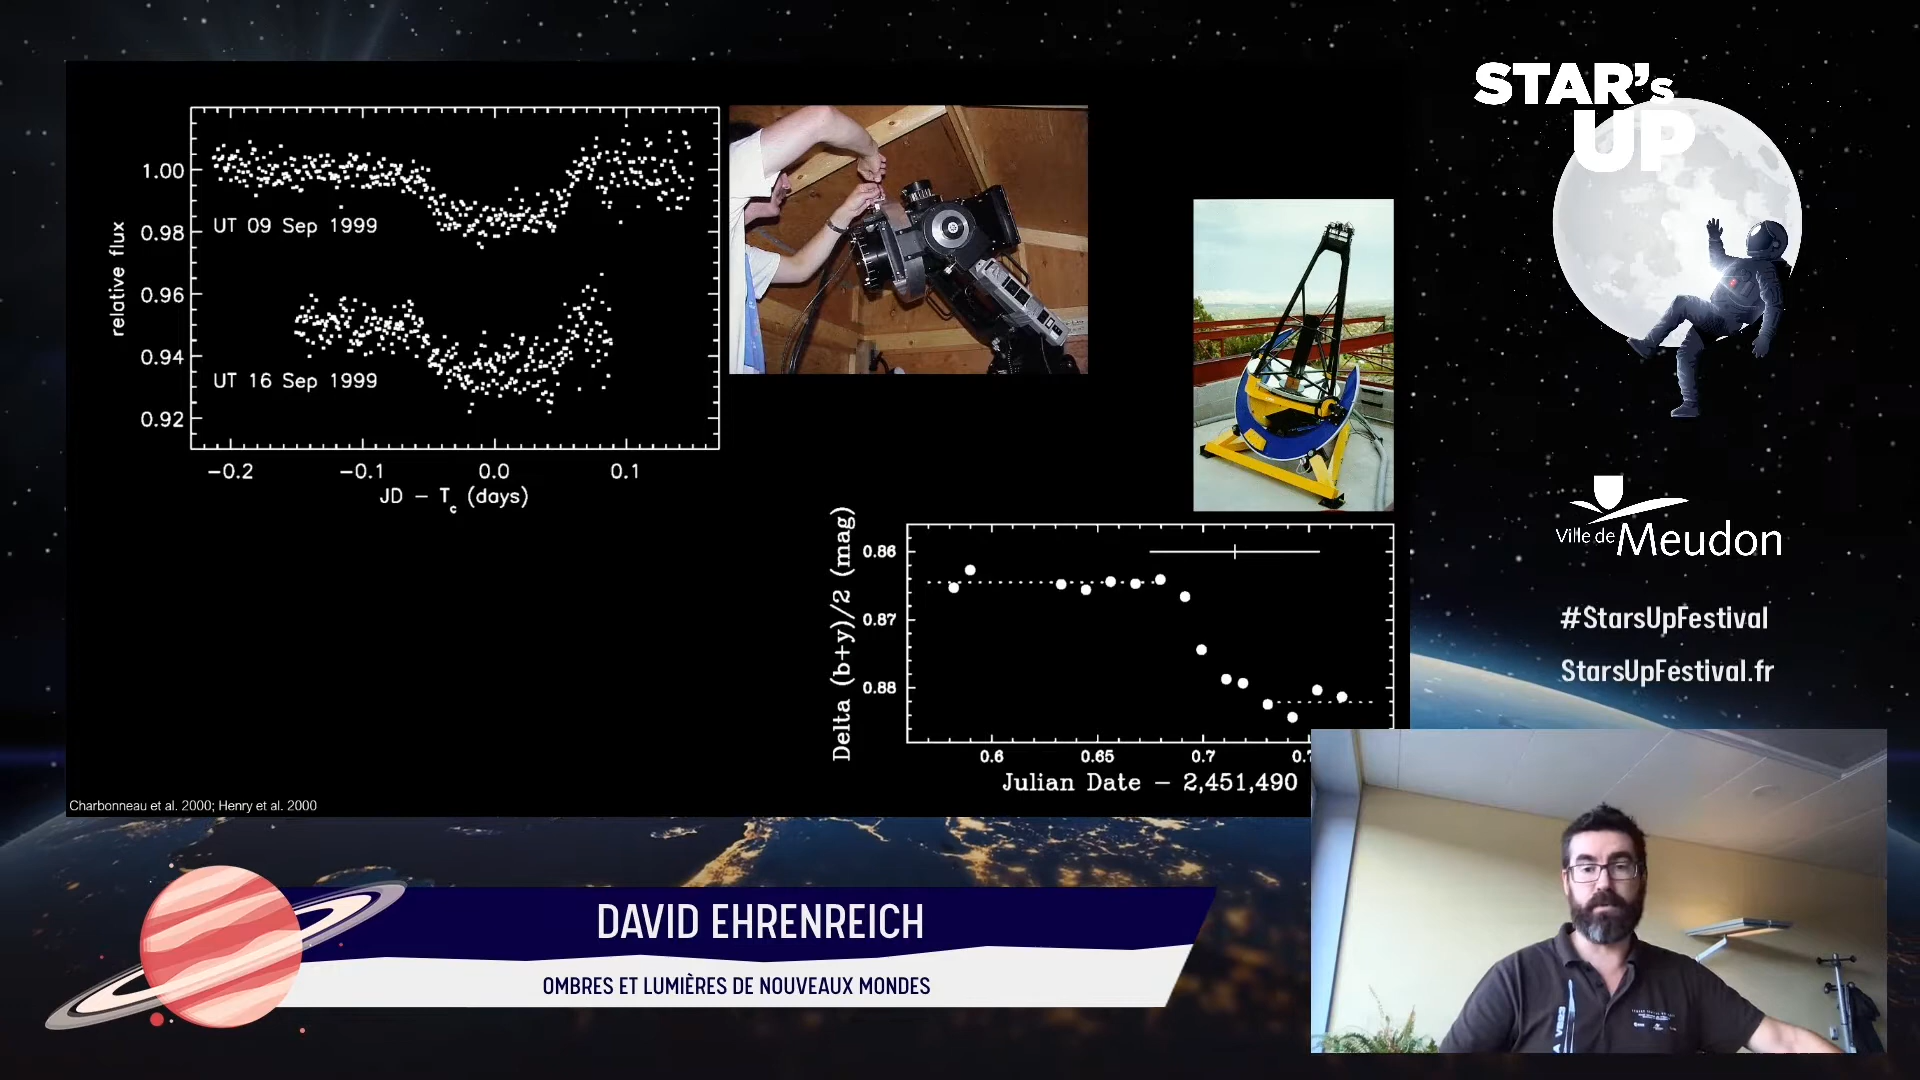 1.00
0.98
0.96
0.94
0.92
relative flux
UT 09 Sep 1999
UT 16 Sep 1999
−0.2 −0.1 0.0 0.1
JD − Tc (days)
Delta (b+y)/2 (mag)
0.86
0.87
0.88
0.6 0.65 0.7
Julian Date − 2,451,490
Charbonneau et al. 2000; Henry et al. 2000
STAR's
UP
Ville de Meudon
#StarsUpFestival
StarsUpFestival.fr
DAVID EHRENREICH
OMBRES ET LUMIÈRES DE NOUVEAUX MONDES